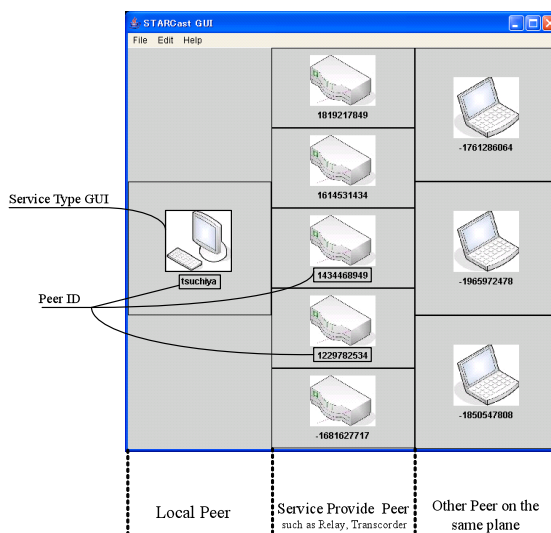 STARCast GUI
File Edit Help
1819217849
-1761286064
1614531434
Service Type GUI
tsuchiya
1434468949
-1965972478
Peer ID
1229782534
-1850547808
-1681627717
Local Peer
Service Provide Peer
such as Relay, Transcorder
Other Peer on the
same plane